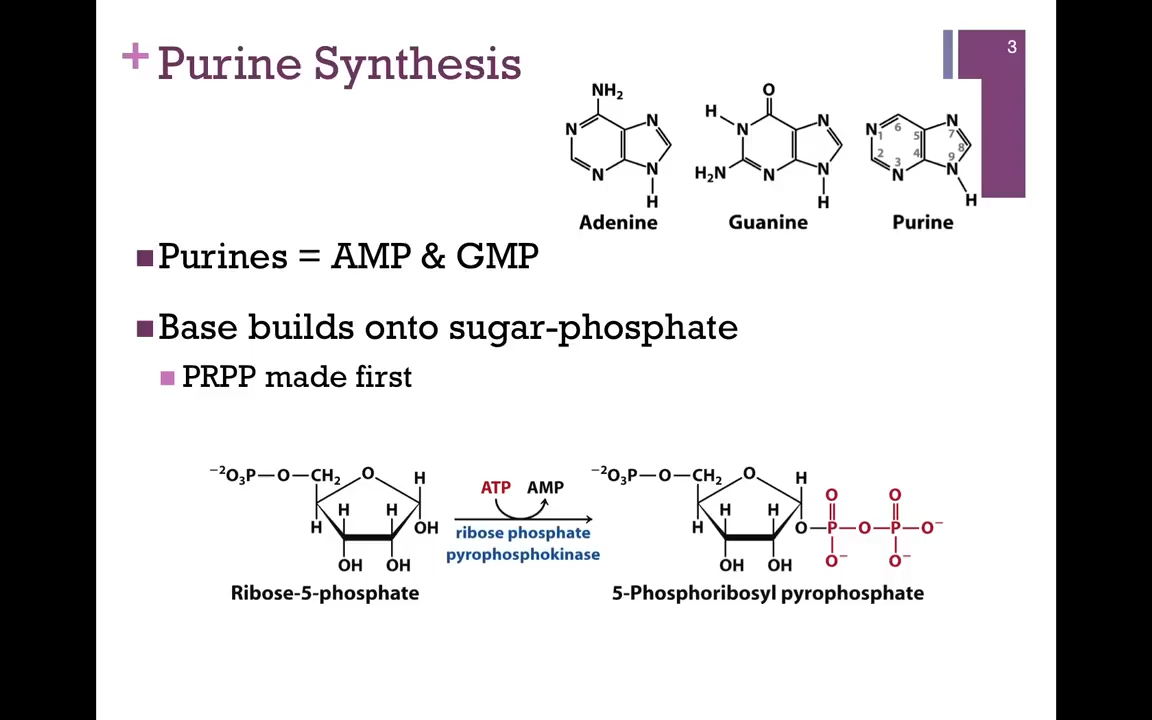 + Purine Synthesis
3
NH₂
N
N
N
N
H
Adenine
O
H
N
N
H₂N
N
N
H
Guanine
N
N
N
N
H
1
2
3
4
5
6
7
8
9
Purine
Purines = AMP & GMP
Base builds onto sugar-phosphate
PRPP made first
⁻²O₃P—O—CH₂
O
H
H
H
H
OH
OH
OH
Ribose-5-phosphate
ATP AMP
ribose phosphate
pyrophosphokinase
⁻²O₃P—O—CH₂
O
H
H
H
H
O
O
O—P—O—P—O⁻
O⁻
O⁻
OH
OH
5-Phosphoribosyl pyrophosphate